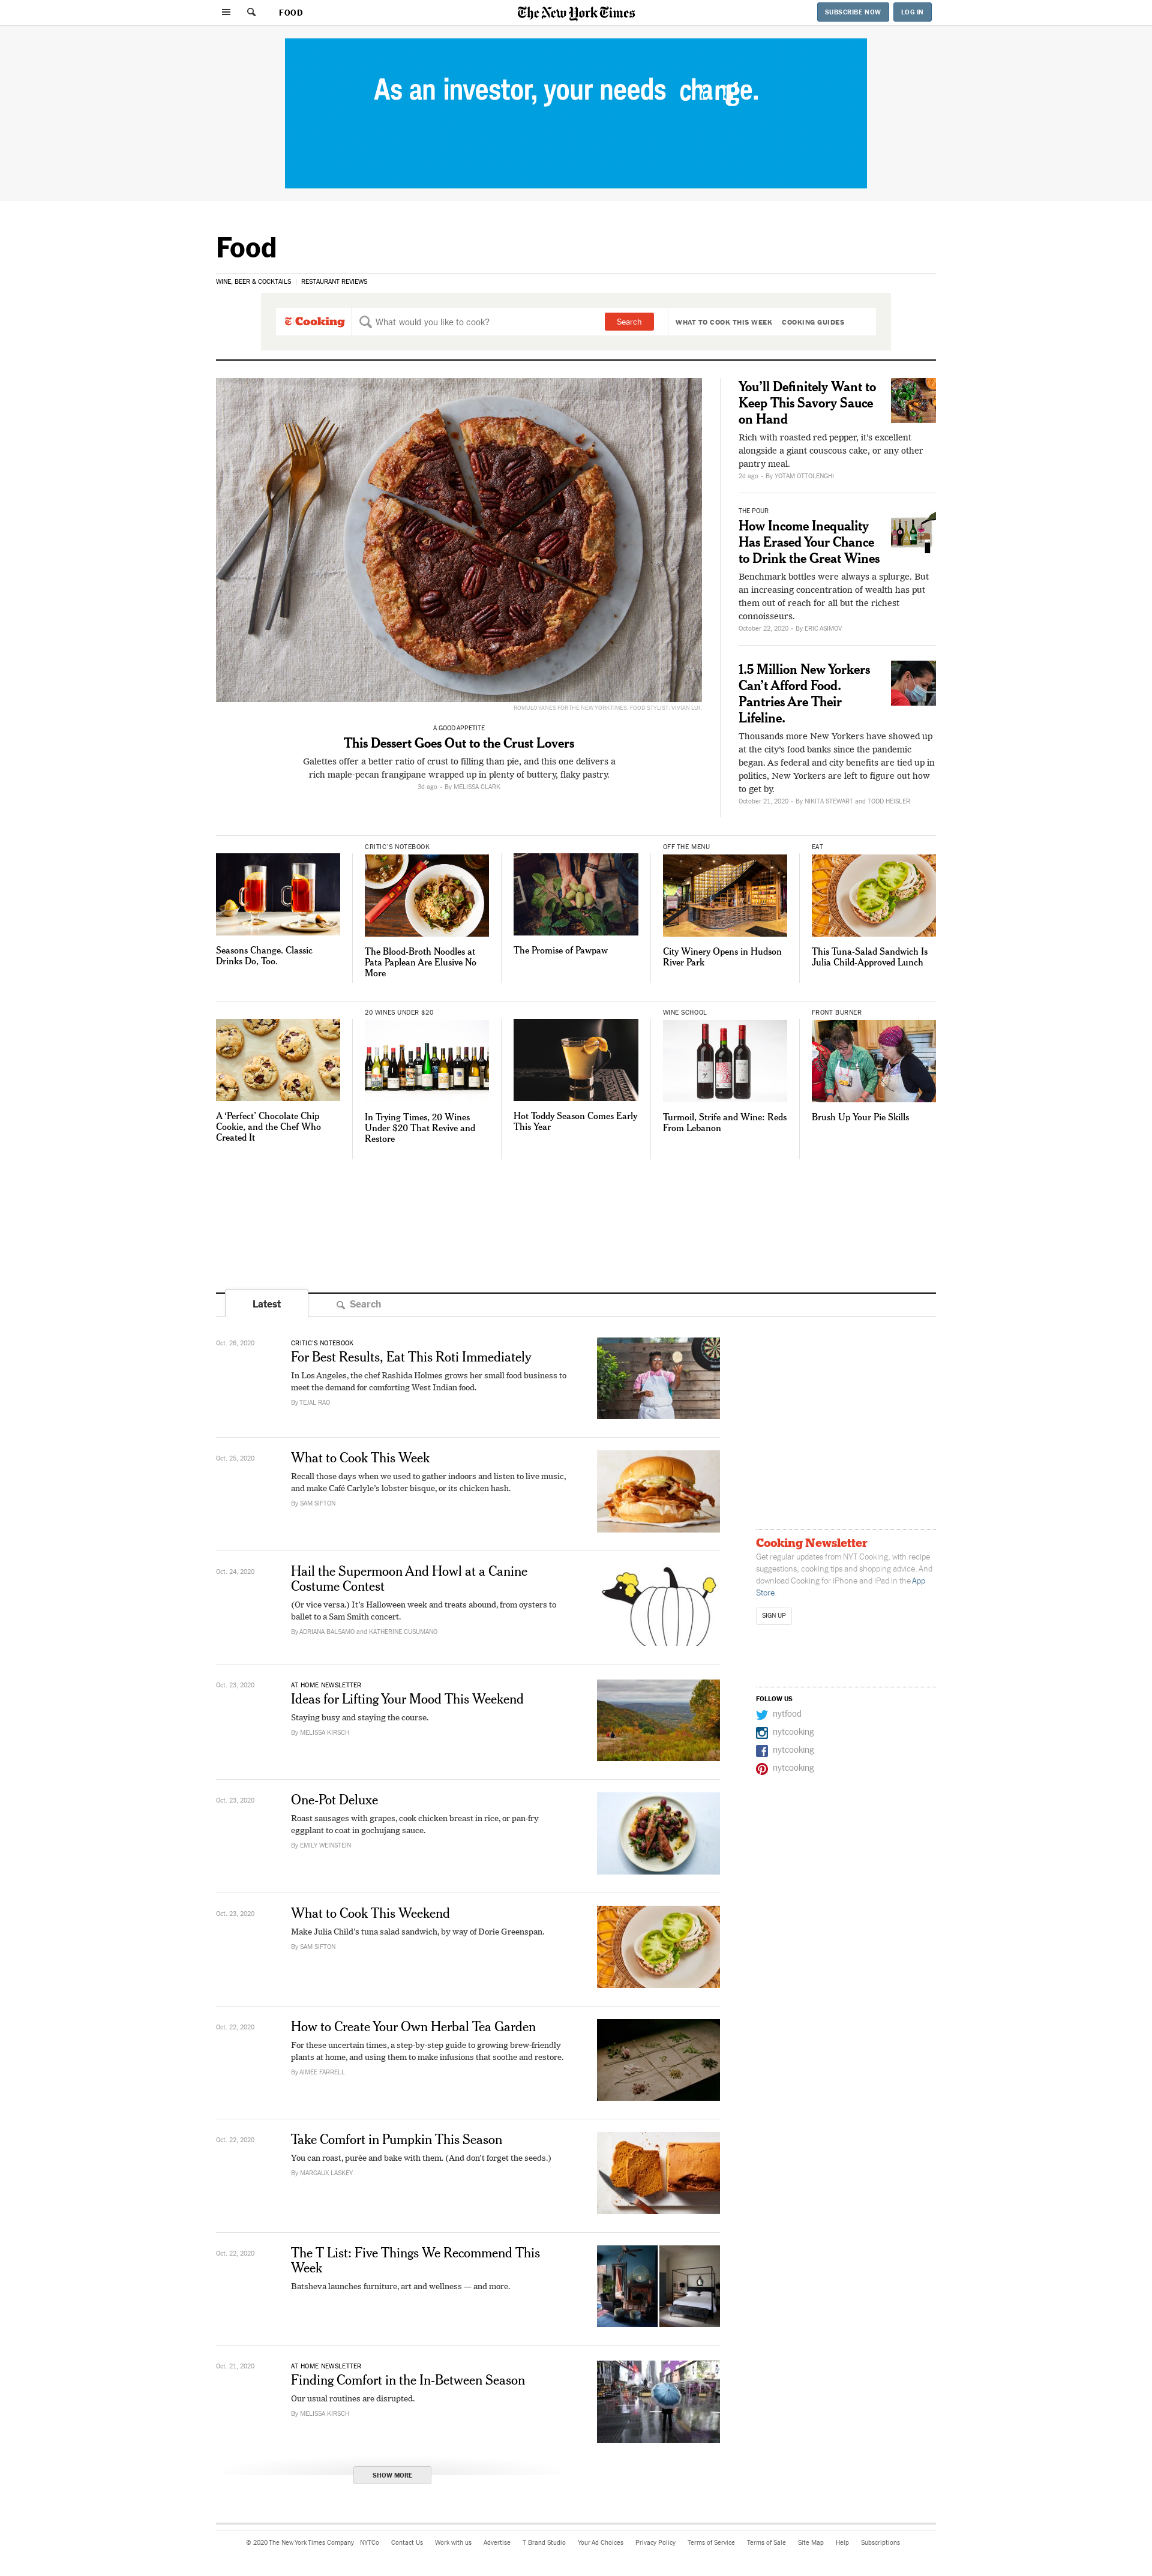 FOOD
The New York Times
SUBSCRIBE NOW
LOG IN
As an investor, your needs change.
Food
WINE, BEER & COCKTAILS | RESTAURANT REVIEWS
Cooking
What would you like to cook?
Search
WHAT TO COOK THIS WEEK
COOKING GUIDES
ROMULO YANES FOR THE NEW YORK TIMES. FOOD STYLIST: VIVIAN LUI.
A GOOD APPETITE
This Dessert Goes Out to the Crust Lovers
Galettes offer a better ratio of crust to filling than pie, and this one delivers a
rich maple-pecan frangipane wrapped up in plenty of buttery, flaky pastry.
3d ago - By MELISSA CLARK
You’ll Definitely Want to
Keep This Savory Sauce
on Hand
Rich with roasted red pepper, it’s excellent
alongside a giant couscous cake, or any other
pantry meal.
2d ago - By YOTAM OTTOLENGHI
THE POUR
How Income Inequality
Has Erased Your Chance
to Drink the Great Wines
Benchmark bottles were always a splurge. But
an increasing concentration of wealth has put
them out of reach for all but the richest
connoisseurs.
October 22, 2020 - By ERIC ASIMOV
1.5 Million New Yorkers
Can’t Afford Food.
Pantries Are Their
Lifeline.
Thousands more New Yorkers have showed up
at the city’s food banks since the pandemic
began. As federal and city benefits are tied up in
politics, New Yorkers are left to figure out how
to get by.
October 21, 2020 - By NIKITA STEWART and TODD HEISLER
Seasons Change. Classic
Drinks Do, Too.
CRITIC’S NOTEBOOK
The Blood-Broth Noodles at
Pata Paplean Are Elusive No
More
The Promise of Pawpaw
OFF THE MENU
City Winery Opens in Hudson
River Park
EAT
This Tuna-Salad Sandwich Is
Julia Child-Approved Lunch
A ‘Perfect’ Chocolate Chip
Cookie, and the Chef Who
Created It
20 WINES UNDER $20
In Trying Times, 20 Wines
Under $20 That Revive and
Restore
Hot Toddy Season Comes Early
This Year
WINE SCHOOL
Turmoil, Strife and Wine: Reds
From Lebanon
FRONT BURNER
Brush Up Your Pie Skills
Latest
Search
Oct. 26, 2020
CRITIC’S NOTEBOOK
For Best Results, Eat This Roti Immediately
In Los Angeles, the chef Rashida Holmes grows her small food business to
meet the demand for comforting West Indian food.
By TEJAL RAO
Oct. 25, 2020
What to Cook This Week
Recall those days when we used to gather indoors and listen to live music,
and make Café Carlyle’s lobster bisque, or its chicken hash.
By SAM SIFTON
Oct. 24, 2020
Hail the Supermoon And Howl at a Canine
Costume Contest
(Or vice versa.) It’s Halloween week and treats abound, from oysters to
ballet to a Sam Smith concert.
By ADRIANA BALSAMO and KATHERINE CUSUMANO
Oct. 23, 2020
AT HOME NEWSLETTER
Ideas for Lifting Your Mood This Weekend
Staying busy and staying the course.
By MELISSA KIRSCH
Oct. 23, 2020
One-Pot Deluxe
Roast sausages with grapes, cook chicken breast in rice, or pan-fry
eggplant to coat in gochujang sauce.
By EMILY WEINSTEIN
Oct. 23, 2020
What to Cook This Weekend
Make Julia Child’s tuna salad sandwich, by way of Dorie Greenspan.
By SAM SIFTON
Oct. 22, 2020
How to Create Your Own Herbal Tea Garden
For these uncertain times, a step-by-step guide to growing brew-friendly
plants at home, and using them to make infusions that soothe and restore.
By AIMEE FARRELL
Oct. 22, 2020
Take Comfort in Pumpkin This Season
You can roast, purée and bake with them. (And don’t forget the seeds.)
By MARGAUX LASKEY
Oct. 22, 2020
The T List: Five Things We Recommend This
Week
Batsheva launches furniture, art and wellness — and more.
Oct. 21, 2020
AT HOME NEWSLETTER
Finding Comfort in the In-Between Season
Our usual routines are disrupted.
By MELISSA KIRSCH
SHOW MORE
Cooking Newsletter
Get regular updates from NYT Cooking, with recipe
suggestions, cooking tips and shopping advice. And
download Cooking for iPhone and iPad in the App
Store.
SIGN UP
FOLLOW US
nytfood
nytcooking
nytcooking
nytcooking
© 2020 The New York Times Company NYTCo Contact Us Work with us Advertise T Brand Studio Your Ad Choices Privacy Policy Terms of Service Terms of Sale Site Map Help Subscriptions